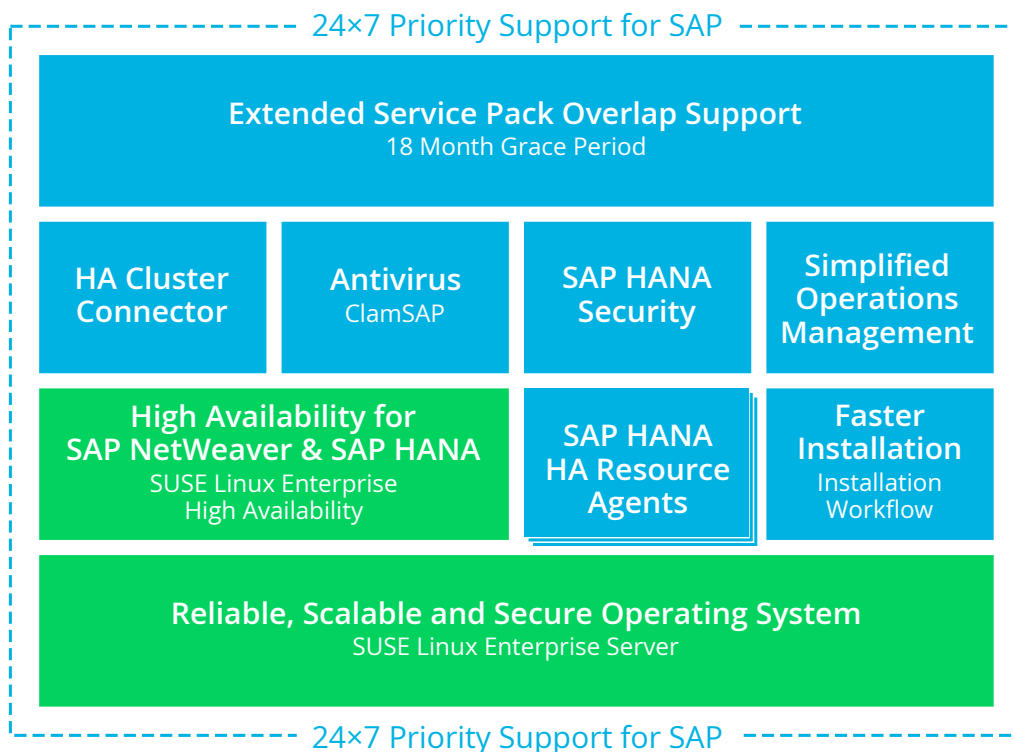 24×7 Priority Support for SAP
Extended Service Pack Overlap Support
18 Month Grace Period
HA Cluster
Connector
Antivirus
ClamSAP
SAP HANA
Security
Simplified
Operations
Management
High Availability for
SAP NetWeaver & SAP HANA
SUSE Linux Enterprise
High Availability
SAP HANA
HA Resource
Agents
Faster
Installation
Installation
Workflow
Reliable, Scalable and Secure Operating System
SUSE Linux Enterprise Server
24×7 Priority Support for SAP